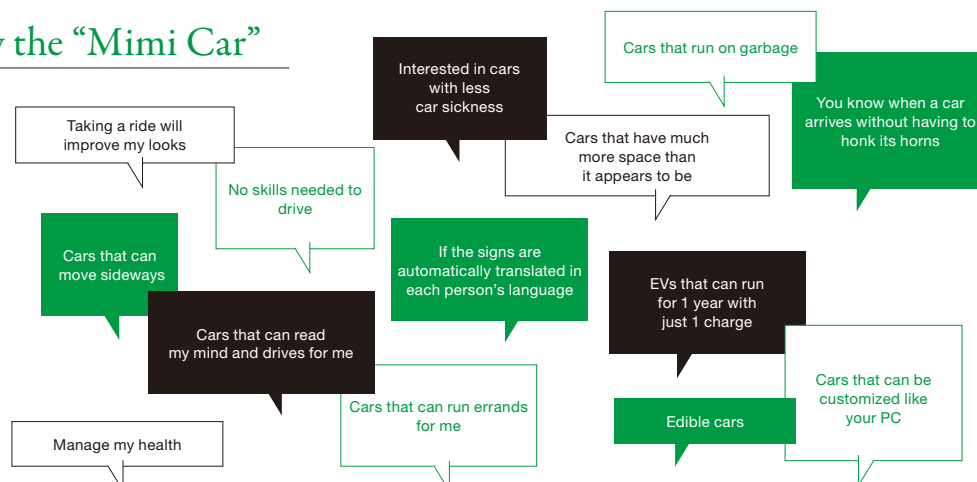 y the “Mimi Car”
Cars that run on garbage
Interested in cars
with less
car sickness
You know when a car
arrives without having to
honk its horns
Taking a ride will
improve my looks
Cars that have much
more space than
it appears to be
No skills needed to
drive
Cars that can
move sideways
If the signs are
automatically translated in
each person’s language
EVs that can run
for 1 year with
just 1 charge
Cars that can read
my mind and drives for me
Cars that can be
customized like
your PC
Cars that can run errands
for me
Edible cars
Manage my health